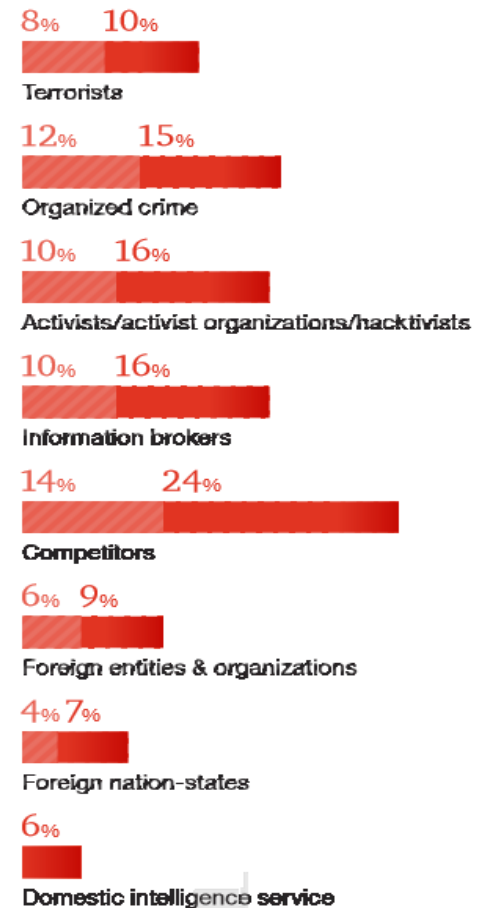 8% 10%
Terrorists
12% 15%
Organized crime
10% 16%
Activists/activist organizations/hacktivists
10% 16%
Information brokers
14% 24%
Competitors
6% 9%
Foreign entities & organizations
4% 7%
Foreign nation-states
6%
Domestic intelligence service